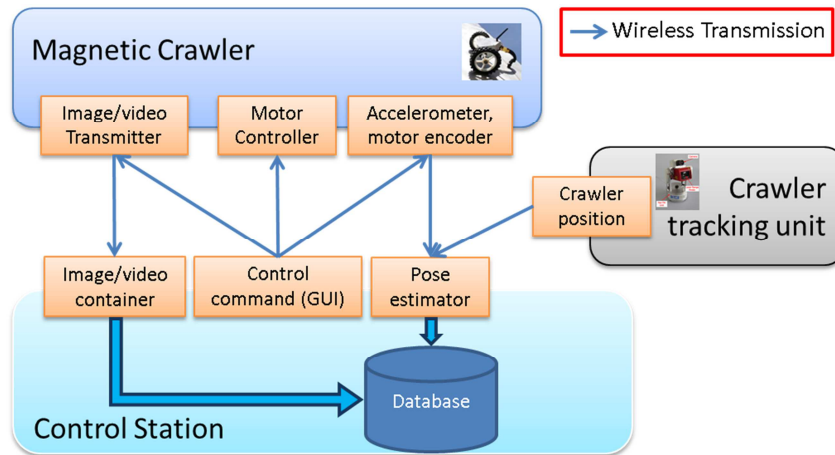 Magnetic Crawler
Wireless Transmission
Image/video
Transmitter
Motor
Controller
Accelerometer,
motor encoder
Crawler
position
Crawler
tracking unit
Image/video
container
Control
command (GUI)
Pose
estimator
Database
Control Station